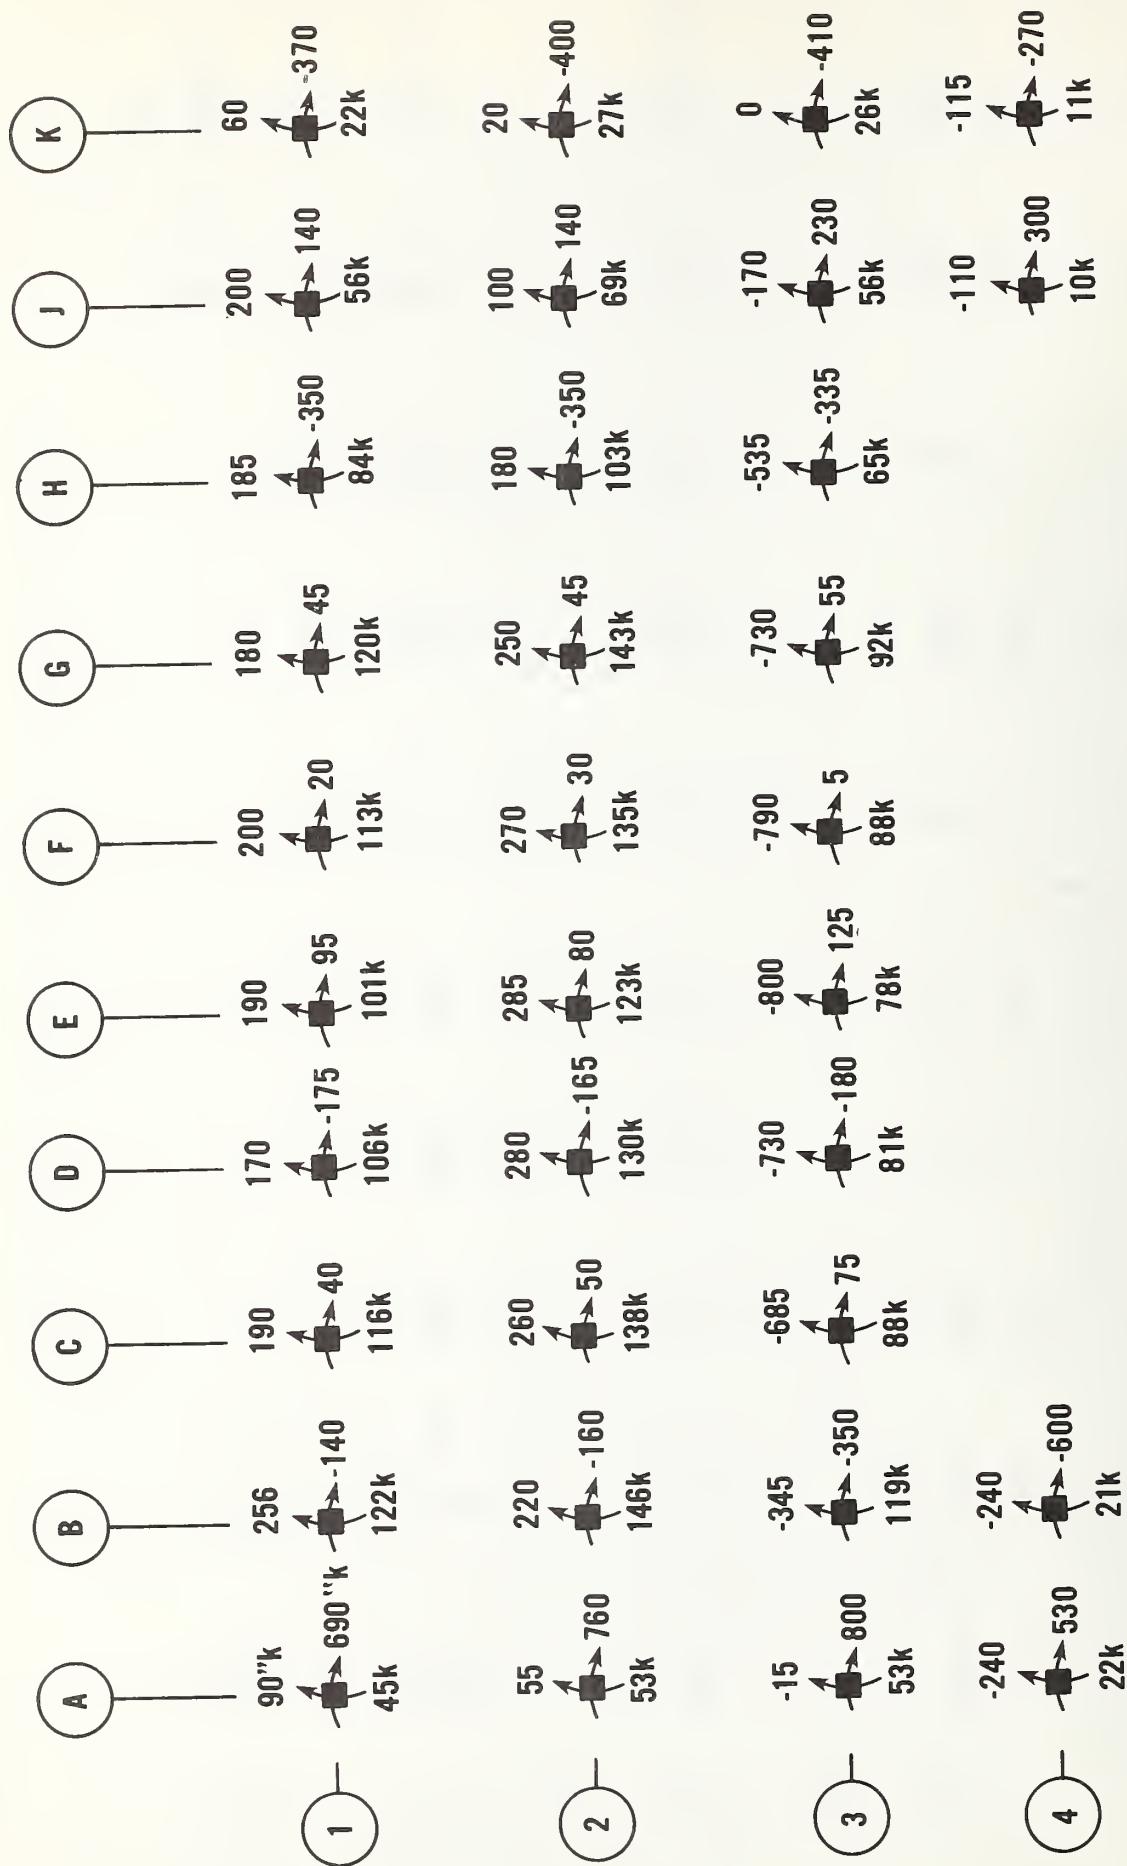 A B C D E F G H J K
90"k 256 190 170 190 200 180 185 200 60
690"k -140 40 -175 95 20 45 -350 140 -370
1
45k 122k 116k 106k 101k 113k 120k 84k 56k 22k
55 220 260 280 285 270 250 180 100 20
760 -160 50 -165 80 30 45 -350 140 -400
2
53k 146k 138k 130k 123k 135k 143k 103k 69k 27k
-15 -345 -685 -730 -800 -790 -730 -535 -170 0
800 -350 75 -180 125 5 55 -335 230 -410
3
53k 119k 88k 81k 78k 88k 92k 65k 56k 26k
-240 -240 -110 -115
530 -600 300 -270
4
22k 21k 10k 11k